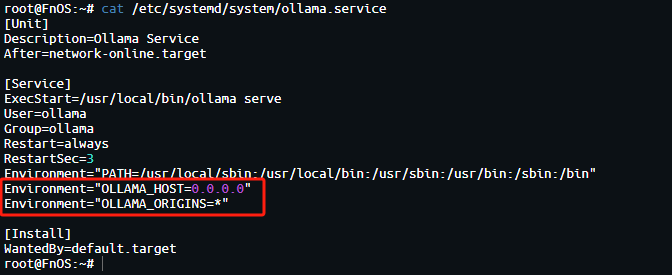 root@FnOS:~# cat /etc/systemd/system/ollama.service
[Unit]
Description=Ollama Service
After=network-online.target

[Service]
ExecStart=/usr/local/bin/ollama serve
User=ollama
Group=ollama
Restart=always
RestartSec=3
Environment="PATH=/usr/local/sbin:/usr/local/bin:/usr/sbin:/usr/bin:/sbin:/bin"
Environment="OLLAMA_HOST=0.0.0.0"
Environment="OLLAMA_ORIGINS=*"

[Install]
WantedBy=default.target
root@FnOS:~#